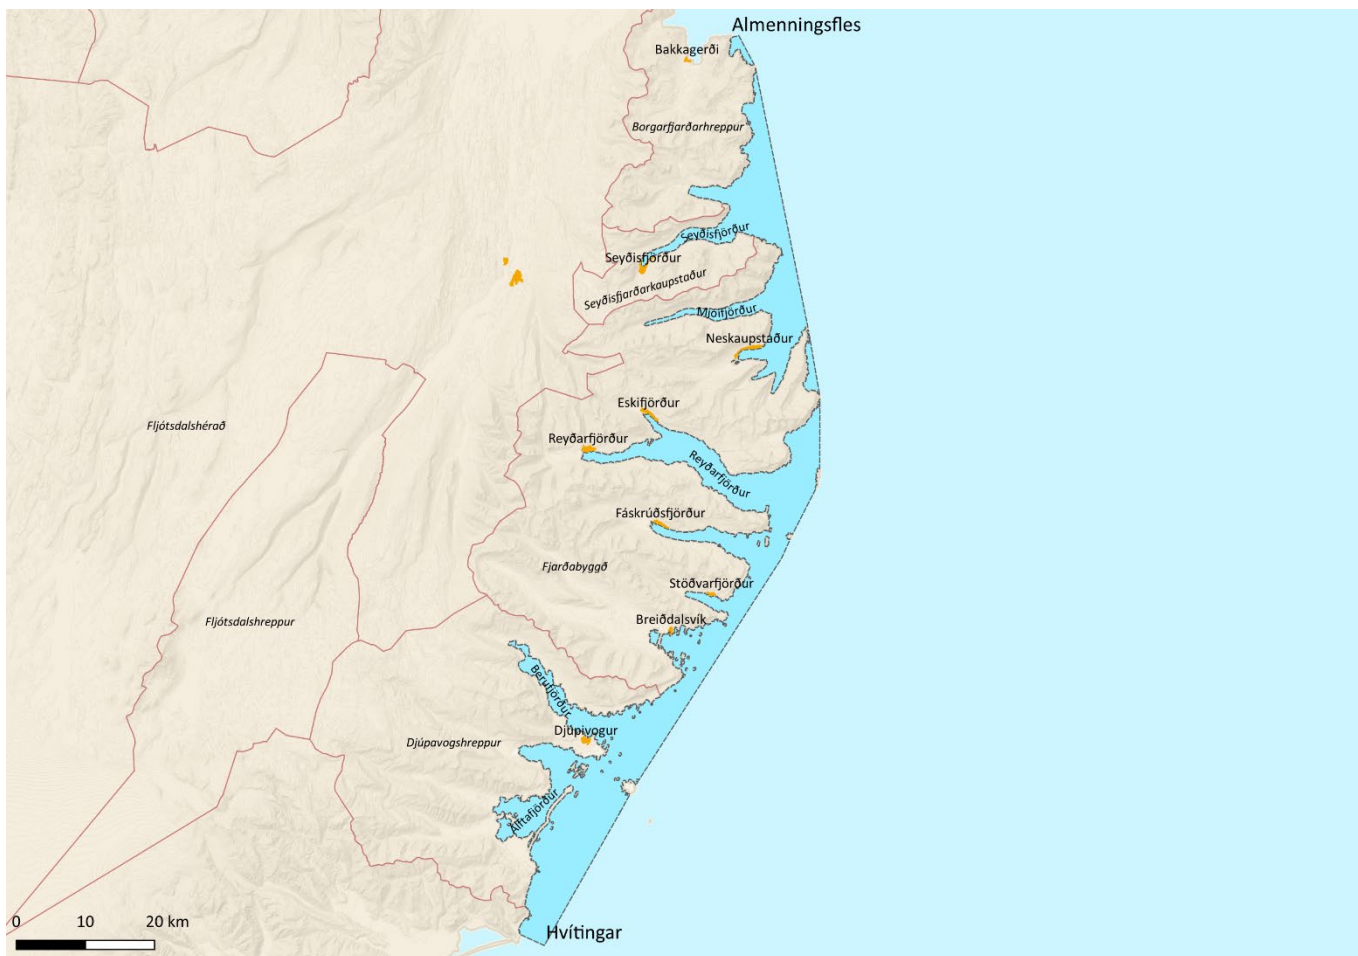 Almenningsfles
Bakkagerði
Borgarfjarðarhreppur
Seyðisfjörður
Seyðisfjörður
Seyðisfjarðarkaupstaður
Mjóifjörður
Neskaupstaður
Eskifjörður
Fljótsdalshérað
Reyðarfjörður
Reyðarfjörður
Fáskrúðsfjörður
Fjarðabyggð
Stöðvarfjörður
Fljótsdalshreppur
Breiðdalsvík
Berufjörður
Djúpivogur
Djúpavogshreppur
Álftafjörður
0 10 20 km
Hvítingar